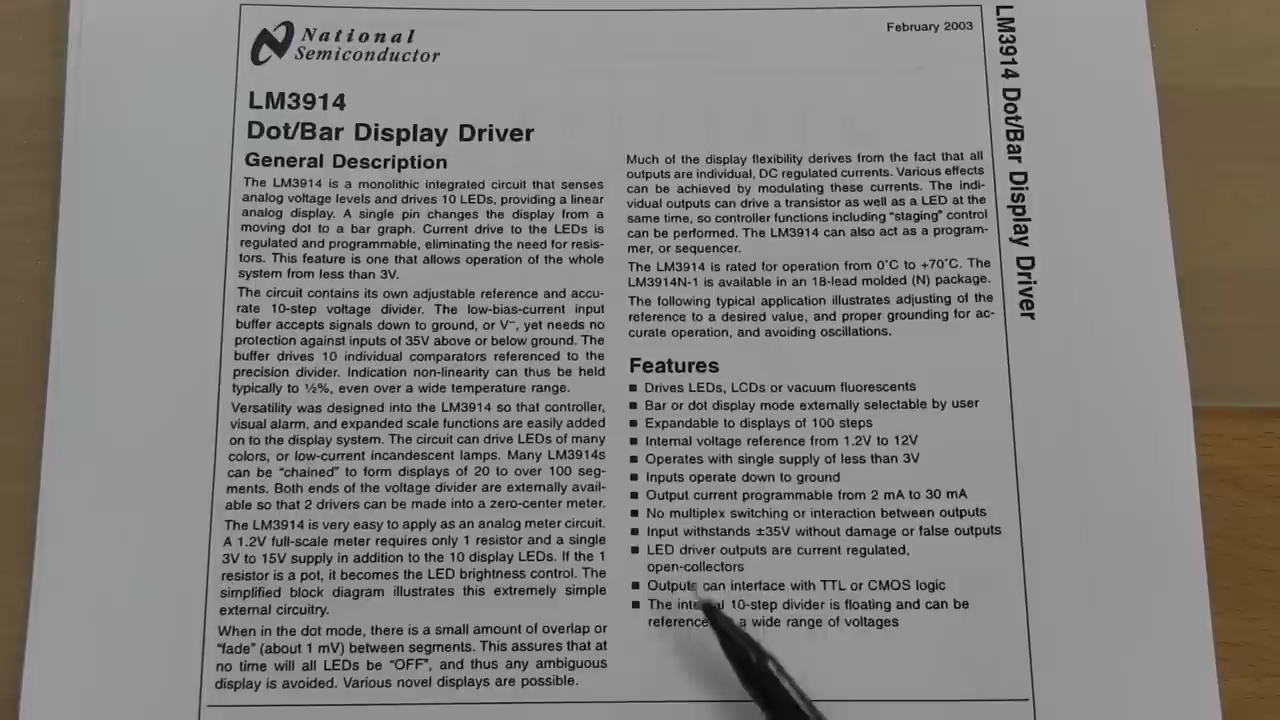 National
Semiconductor
February 2003
LM3914
Dot/Bar Display Driver
General Description
The LM3914 is a monolithic integrated circuit that senses
analog voltage levels and drives 10 LEDs, providing a linear
analog display. A single pin changes the display from a
moving dot to a bar graph. Current drive to the LEDs is
regulated and programmable, eliminating the need for resis-
tors. This feature is one that allows operation of the whole
system from less than 3V.
The circuit contains its own adjustable reference and accu-
rate 10-step voltage divider. The low-bias-current input
buffer accepts signals down to ground, or V⁻, yet needs no
protection against inputs of 35V above or below ground. The
buffer drives 10 individual comparators referenced to the
precision divider. Indication non-linearity can thus be held
typically to ½%, even over a wide temperature range.
Versatility was designed into the LM3914 so that controller,
visual alarm, and expanded scale functions are easily added
on to the display system. The circuit can drive LEDs of many
colors, or low-current incandescent lamps. Many LM3914s
can be "chained" to form displays of 20 to over 100 seg-
ments. Both ends of the voltage divider are externally avail-
able so that 2 drivers can be made into a zero-center meter.
The LM3914 is very easy to apply as an analog meter circuit.
A 1.2V full-scale meter requires only 1 resistor and a single
3V to 15V supply in addition to the 10 display LEDs. If the 1
resistor is a pot, it becomes the LED brightness control. The
simplified block diagram illustrates this extremely simple
external circuitry.
When in the dot mode, there is a small amount of overlap or
"fade" (about 1 mV) between segments. This assures that at
no time will all LEDs be "OFF", and thus any ambiguous
display is avoided. Various novel displays are possible.
Much of the display flexibility derives from the fact that all
outputs are individual, DC regulated currents. Various effects
can be achieved by modulating these currents. The indi-
vidual outputs can drive a transistor as well as a LED at the
same time, so controller functions including "staging" control
can be performed. The LM3914 can also act as a program-
mer, or sequencer.
The LM3914 is rated for operation from 0˚C to +70˚C. The
LM3914N-1 is available in an 18-lead molded (N) package.
The following typical application illustrates adjusting of the
reference to a desired value, and proper grounding for ac-
curate operation, and avoiding oscillations.
Features
■ Drives LEDs, LCDs or vacuum fluorescents
■ Bar or dot display mode externally selectable by user
■ Expandable to displays of 100 steps
■ Internal voltage reference from 1.2V to 12V
■ Operates with single supply of less than 3V
■ Inputs operate down to ground
■ Output current programmable from 2 mA to 30 mA
■ No multiplex switching or interaction between outputs
■ Input withstands ±35V without damage or false outputs
■ LED driver outputs are current regulated,
open-collectors
■ Outputs can interface with TTL or CMOS logic
■ The 10-step divider is floating and can be
a wide range of voltages
LM3914 Dot/Bar Display Driver